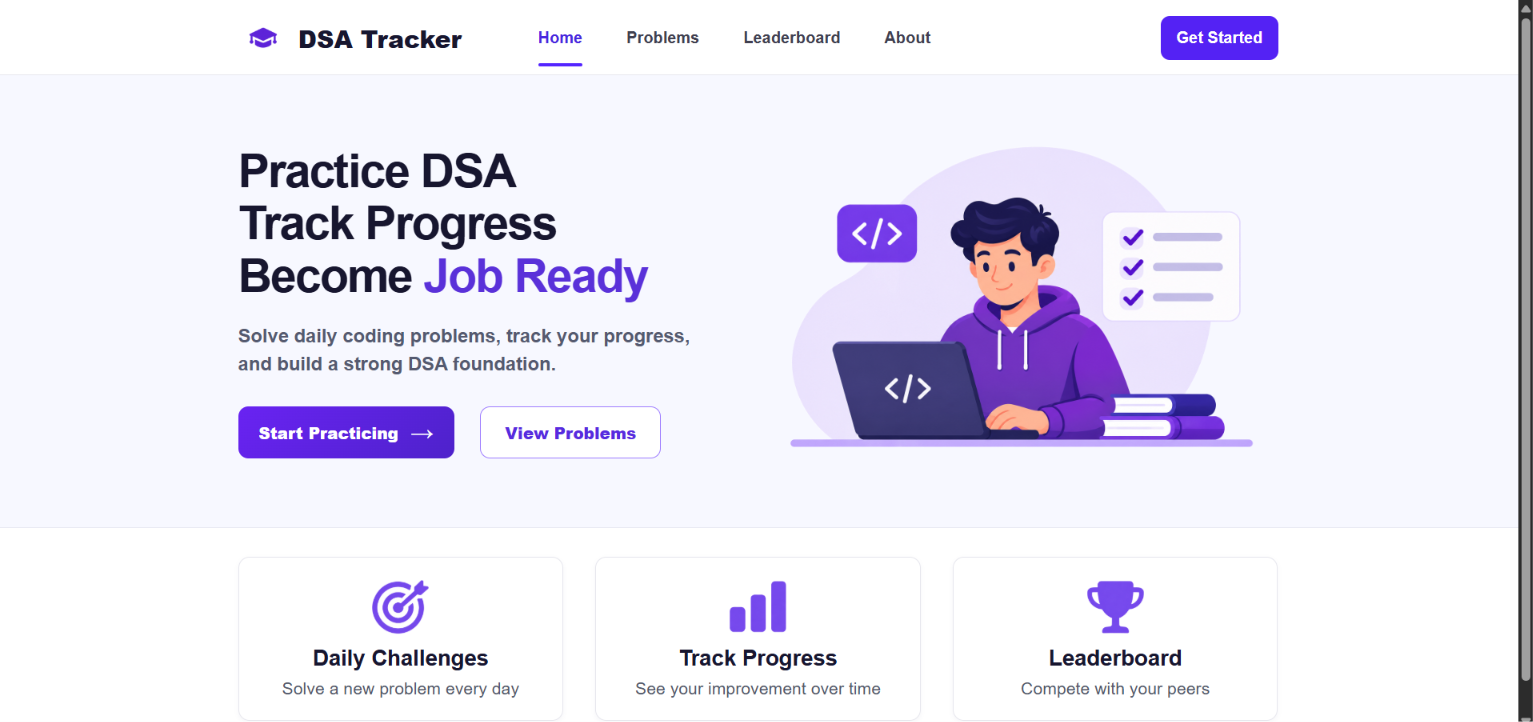 DSA Tracker
Home
Problems
Leaderboard
About
Get Started
Practice DSA
Track Progress
Become Job Ready
Solve daily coding problems, track your progress,
and build a strong DSA foundation.
Start Practicing →
View Problems
</>
</>
Daily Challenges
Solve a new problem every day
Track Progress
See your improvement over time
Leaderboard
Compete with your peers